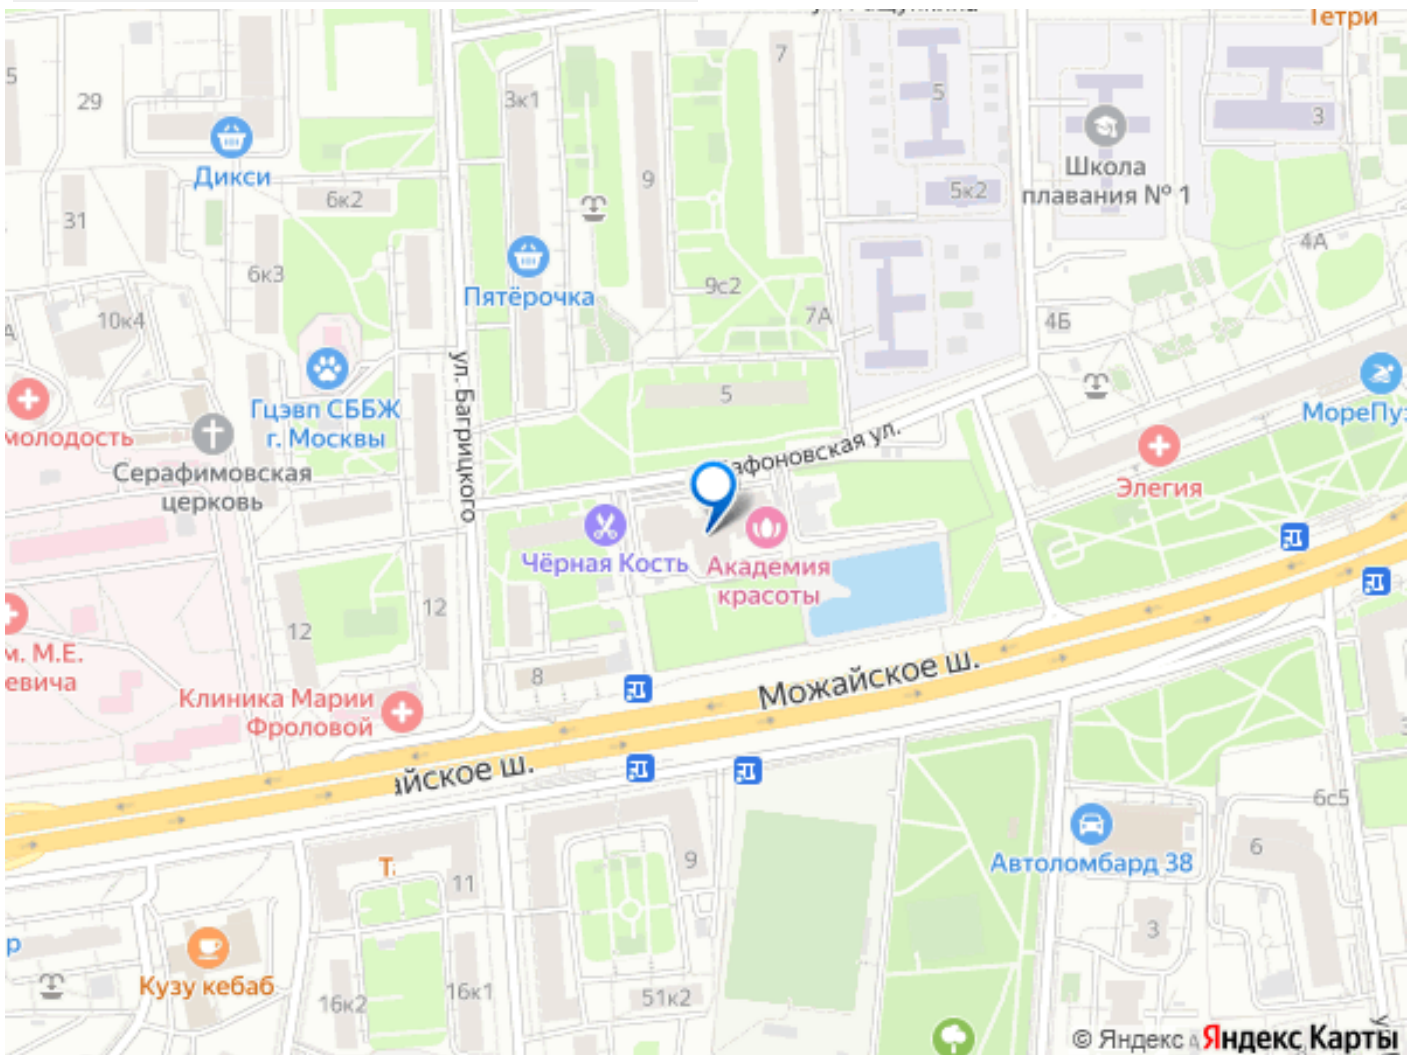 Тетри
7
5
29
3к1
5
3
Школа
плавания № 1
Дикси
9
5к2
6к2
31
4А
6к3
9с2
Пятёрочка
10к4
7А
4Б
ул. Багрицкого
5
МореПуз
Гцэвп СББЖ
г. Москвы
молодость
Серафимовская
церковь
афоновская ул.
Элегия
Чёрная Кость
Академия
красоты
12
12
м. М.Е.
евича
8
Клиника Марии
Фроловой
Можайское ш.
айское ш.
6с5
9
6
Автоломбард 38
11
3
р
Кузу кебаб
16к2
16к1
51к2
© Яндекс
Яндекс Карты